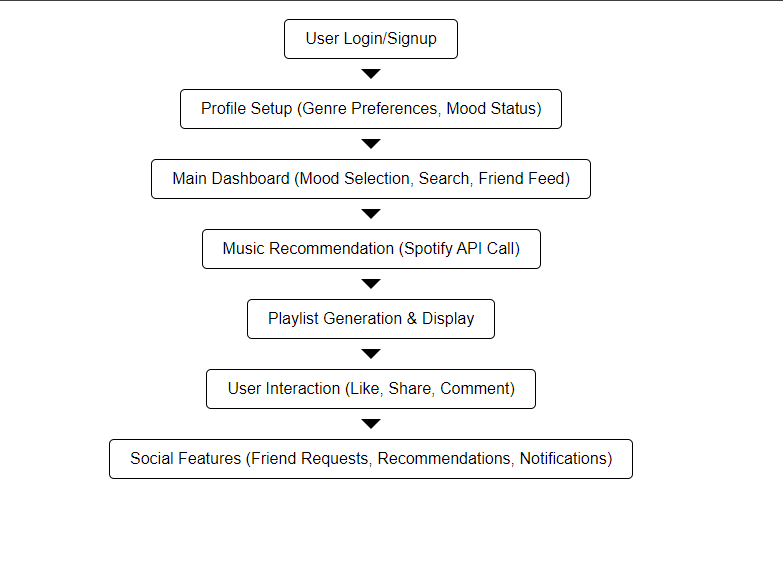 User Login/Signup
Profile Setup (Genre Preferences, Mood Status)
Main Dashboard (Mood Selection, Search, Friend Feed)
Music Recommendation (Spotify API Call)
Playlist Generation & Display
User Interaction (Like, Share, Comment)
Social Features (Friend Requests, Recommendations, Notifications)